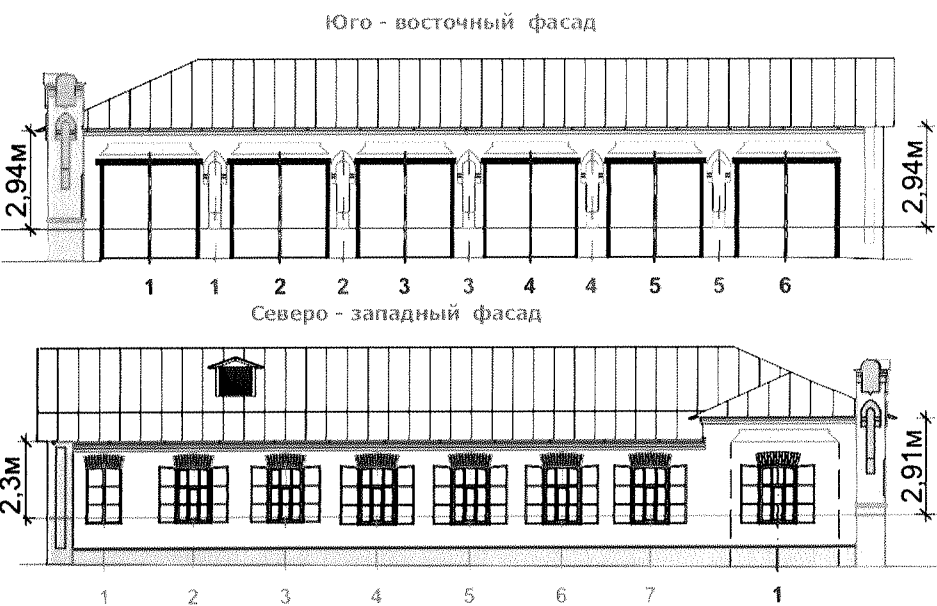 Юго - восточный фасад
2,94м
2,94м
1 1 2 2 3 3 4 4 5 5 6
Северо - западный фасад
2,3м
2,91м
1 2 3 4 5 6 7 1